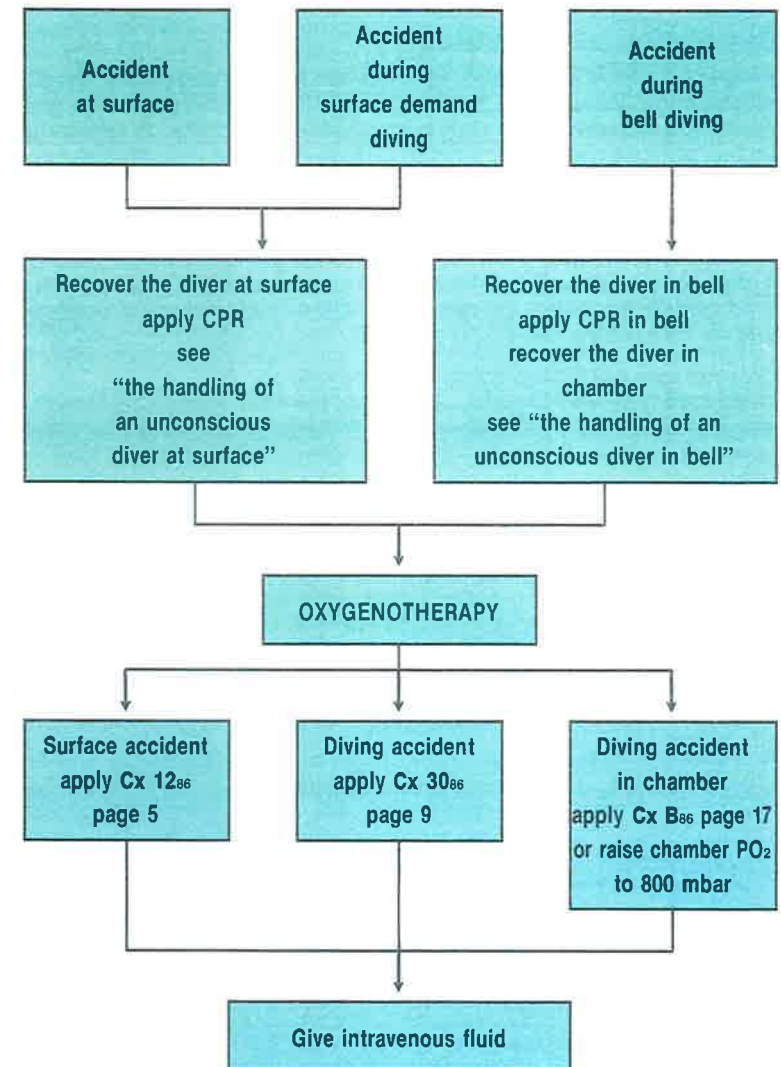 Accident
at surface
Accident
during
surface demand
diving
Accident
during
bell diving
Recover the diver at surface
apply CPR
see
“the handling of
an unconscious
diver at surface”
Recover the diver in bell
apply CPR in bell
recover the diver in
chamber
see “the handling of an
unconscious diver in bell”
OXYGENOTHERAPY
Surface accident
apply Cx 12₈₆
page 5
Diving accident
apply Cx 30₈₆
page 9
Diving accident
in chamber
apply Cx B₈₆ page 17
or raise chamber PO₂
to 800 mbar
Give intravenous fluid